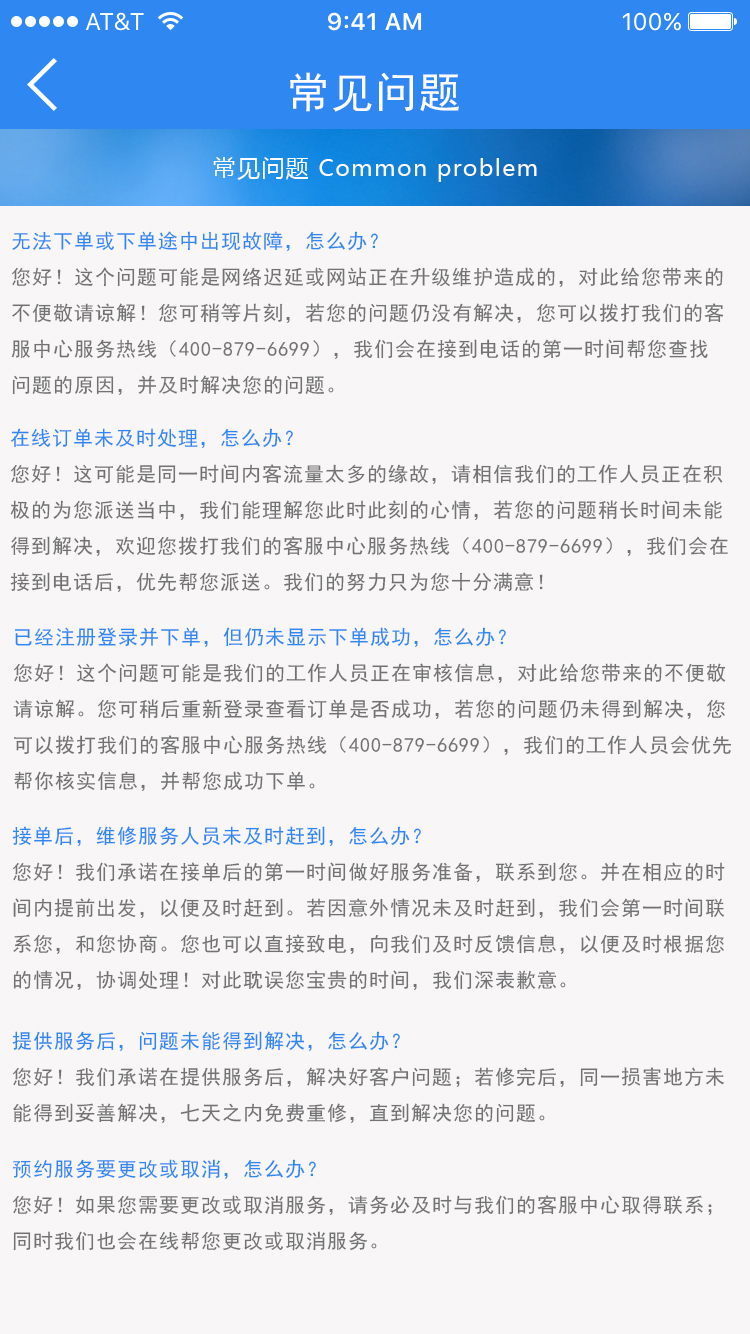 AT&T 9:41 AM 100%
常见问题
常见问题 Common problem
无法下单或下单途中出现故障，怎么办？
您好！这个问题可能是网络迟延或网站正在升级维护造成的，对此给您带来的
不便敬请谅解！您可稍等片刻，若您的问题仍没有解决，您可以拨打我们的客
服中心服务热线（400-879-6699），我们会在接到电话的第一时间帮您查找
问题的原因，并及时解决您的问题。
在线订单未及时处理，怎么办？
您好！这可能是同一时间内客流量太多的缘故，请相信我们的工作人员正在积
极的为您派送当中，我们能理解您此时此刻的心情，若您的问题稍长时间未能
得到解决，欢迎您拨打我们的客服中心服务热线（400-879-6699），我们会在
接到电话后，优先帮您派送。我们的努力只为您十分满意！
已经注册登录并下单，但仍未显示下单成功，怎么办？
您好！这个问题可能是我们的工作人员正在审核信息，对此给您带来的不便敬
请谅解。您可稍后重新登录查看订单是否成功，若您的问题仍未得到解决，您
可以拨打我们的客服中心服务热线（400-879-6699），我们的工作人员会优先
帮你核实信息，并帮您成功下单。
接单后，维修服务人员未及时赶到，怎么办？
您好！我们承诺在接单后的第一时间做好服务准备，联系到您。并在相应的时
间内提前出发，以便及时赶到。若因意外情况未及时赶到，我们会第一时间联
系您，和您协商。您也可以直接致电，向我们及时反馈信息，以便及时根据您
的情况，协调处理！对此耽误您宝贵的时间，我们深表歉意。
提供服务后，问题未能得到解决，怎么办？
您好！我们承诺在提供服务后，解决好客户问题；若修完后，同一损害地方未
能得到妥善解决，七天之内免费重修，直到解决您的问题。
预约服务要更改或取消，怎么办？
您好！如果您需要更改或取消服务，请务必及时与我们的客服中心取得联系；
同时我们也会在线帮您更改或取消服务。